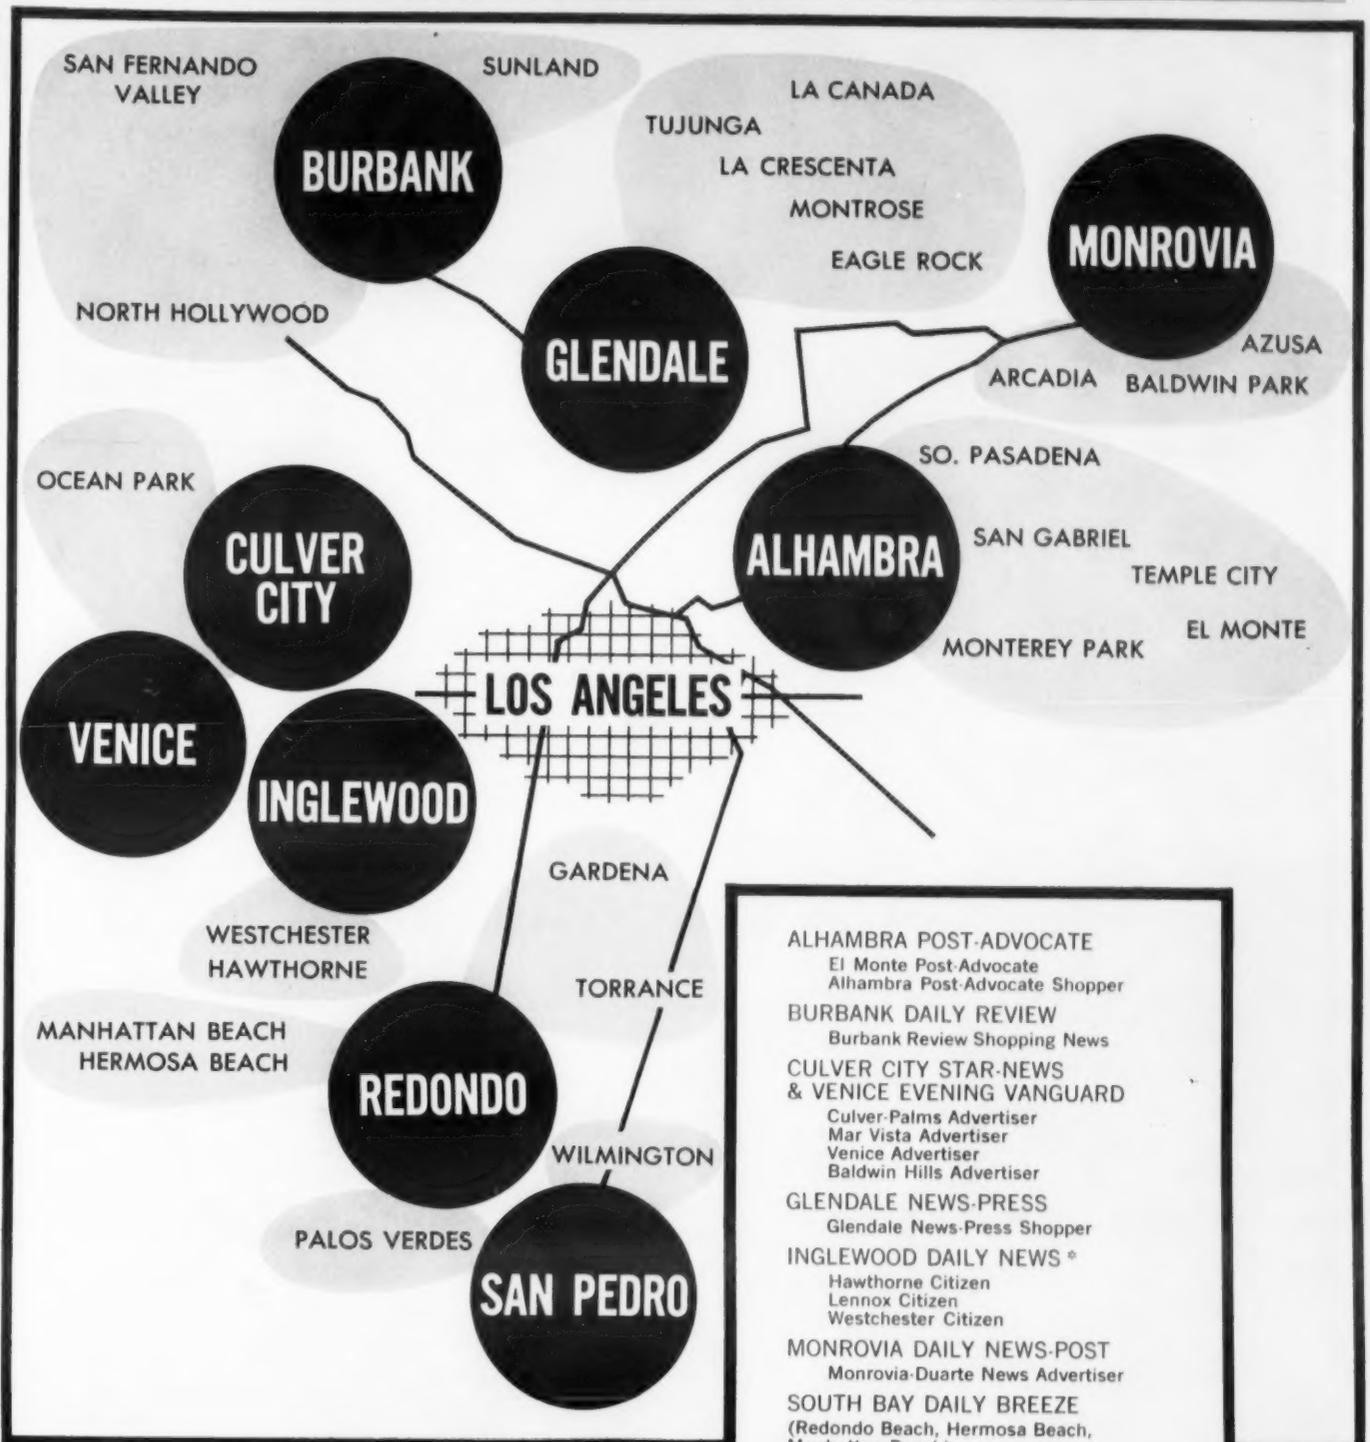 SAN FERNANDO
VALLEY
SUNLAND
LA CANADA
TUJUNGA
LA CRESCENTA
MONTROSE
EAGLE ROCK
BURBANK
MONROVIA
NORTH HOLLYWOOD
GLENDALE
AZUSA
ARCADIA
BALDWIN PARK
OCEAN PARK
SO. PASADENA
CULVER
CITY
ALHAMBRA
SAN GABRIEL
TEMPLE CITY
EL MONTE
MONTEREY PARK
LOS ANGELES
VENICE
INGLEWOOD
GARDENA
WESTCHESTER
HAWTHORNE
TORRANCE
MANHATTAN BEACH
HERMOSA BEACH
REDONDO
WILMINGTON
PALOS VERDES
SAN PEDRO
ALHAMBRA POST-ADVOCATE
El Monte Post-Advocate
Alhambra Post-Advocate Shopper
BURBANK DAILY REVIEW
Burbank Review Shopping News
CULVER CITY STAR-NEWS
& VENICE EVENING VANGUARD
Culver-Palms Advertiser
Mar Vista Advertiser
Venice Advertiser
Baldwin Hills Advertiser
GLENDALE NEWS-PRESS
Glendale News-Press Shopper
INGLEWOOD DAILY NEWS *
Hawthorne Citizen
Lennox Citizen
Westchester Citizen
MONROVIA DAILY NEWS-POST
Monrovia-Duarte News Advertiser
SOUTH BAY DAILY BREEZE
(Redondo Beach, Hermosa Beach,